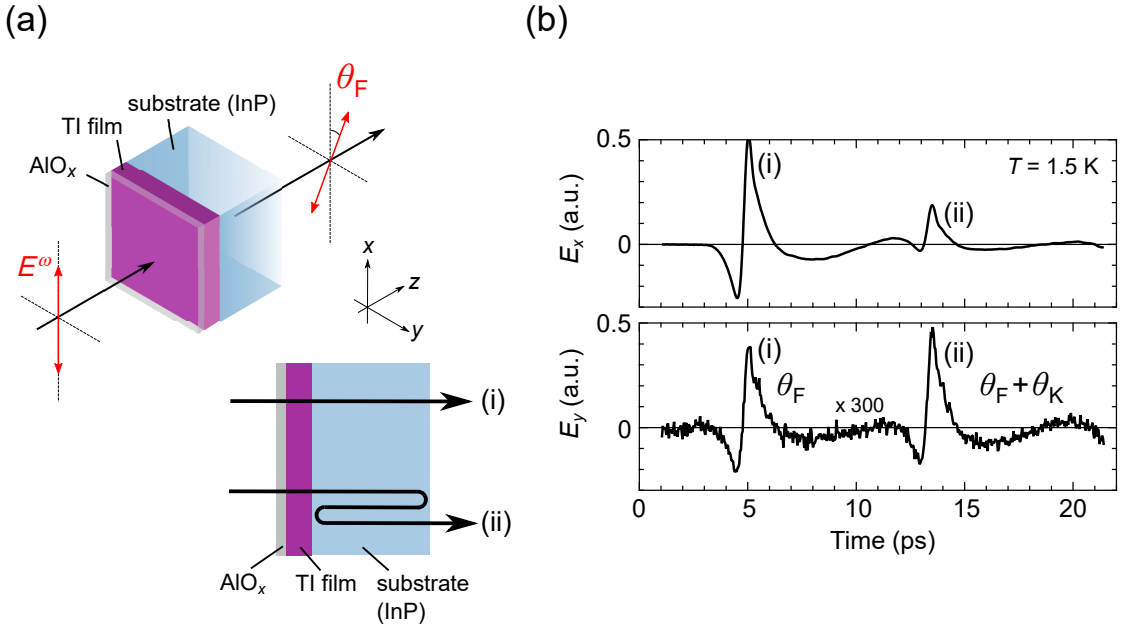 (a)
substrate (InP)
TI film
AlOₓ
θF
E^ω
x
z
y
(i)
(ii)
AlOₓ
TI film
substrate
(InP)
(b)
0.5
(i)
T = 1.5 K
(ii)
Eₓ (a.u.)
0
0.5
(i)
(ii)
θF
x 300
θF + θK
Ey (a.u.)
0
0
5
10
15
20
Time (ps)